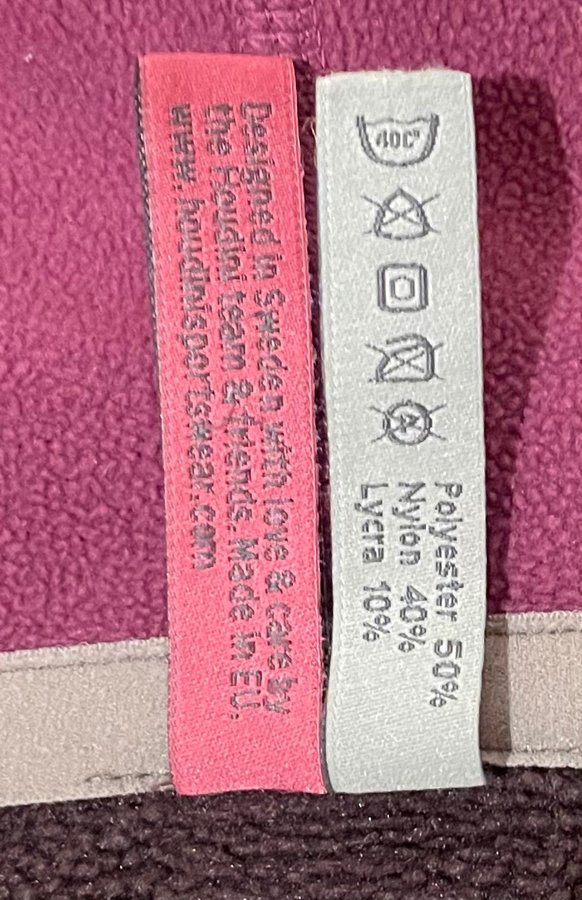 Designed in Sweden with love & care by
the Houdini team & friends. Made in EU.
www.houdinisportswear.com
40C°
A
Polyester 50%
Nylon 40%
Lycra 10%